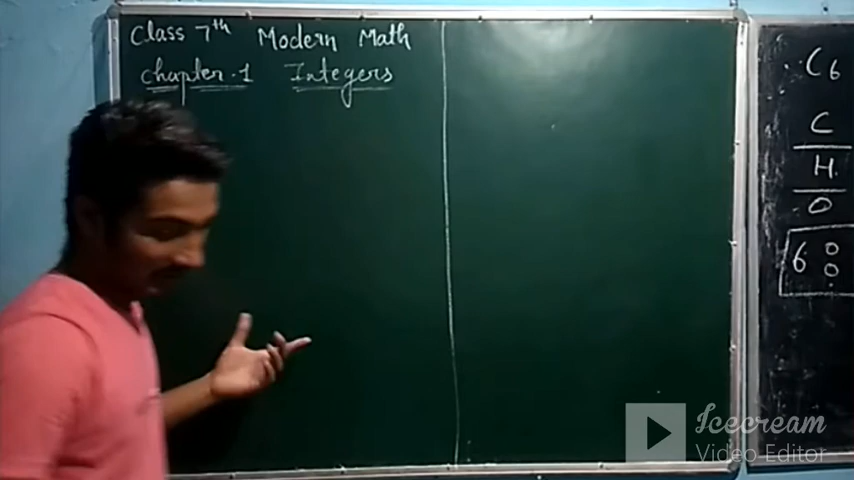 Class 7th Modern Math
Chapter.1 Integers
C6
C
H
O
6 0
0
Icecream
Video Editor